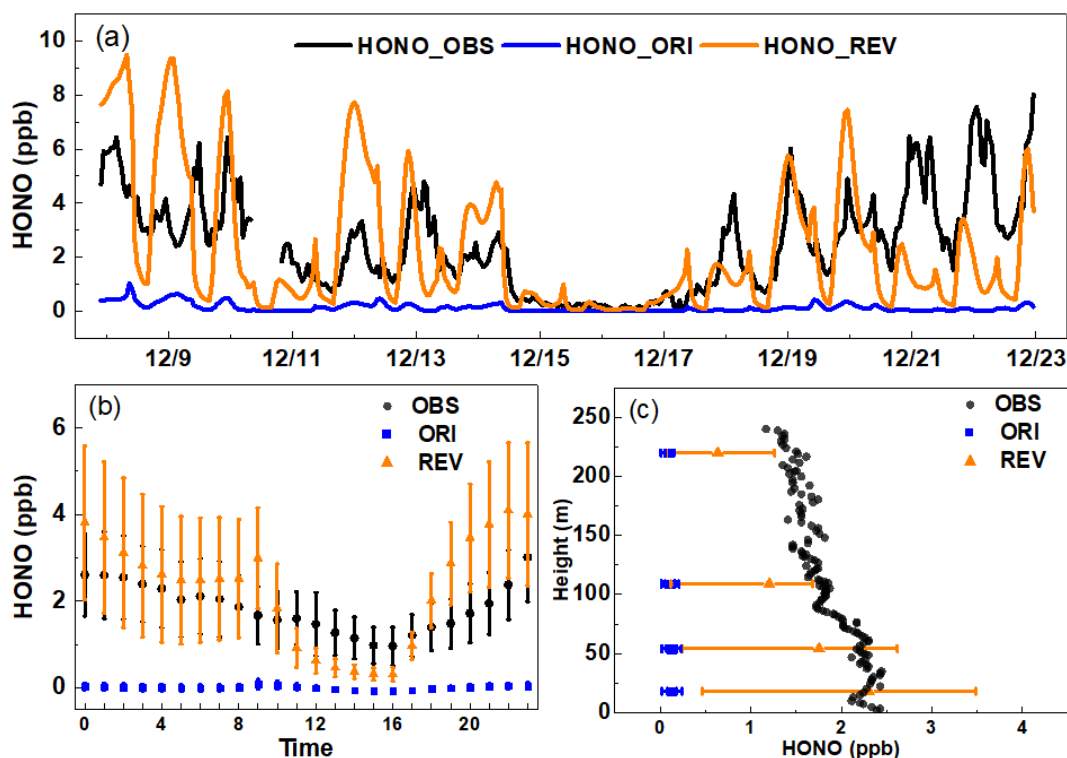 (a)
HONO_OBS HONO_ORI HONO_REV
HONO (ppb)
10
8
6
4
2
0
12/9 12/11 12/13 12/15 12/17 12/19 12/21 12/23
(b)
OBS
ORI
REV
HONO (ppb)
6
4
2
0
0 4 8 12 16 20
Time
(c)
OBS
ORI
REV
Height (m)
250
200
150
100
50
0
0 1 2 3 4
HONO (ppb)